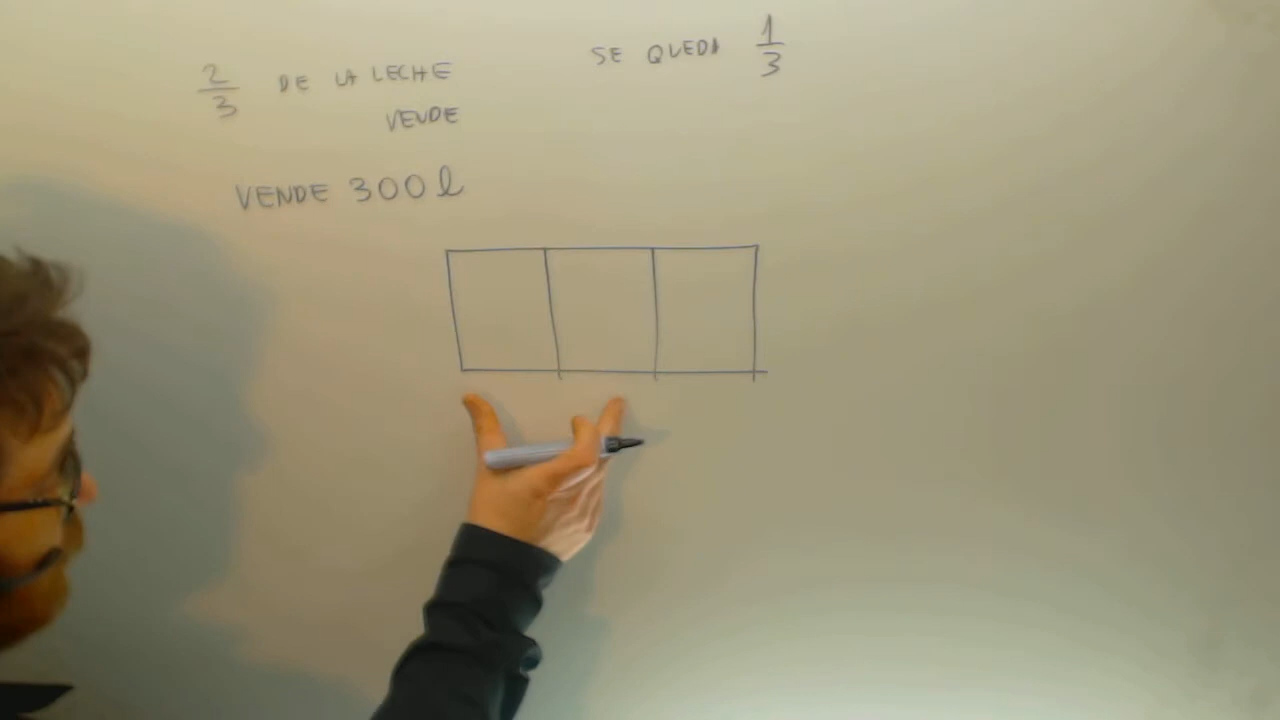 2/3 DE LA LECHE
VENDE
SE QUEDA 1/3
VENDE 300 l